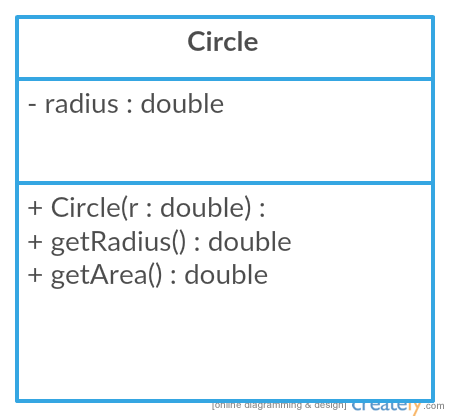 Circle
- radius : double
+ Circle(r : double) :
+ getRadius() : double
+ getArea() : double
[online diagramming & design] creately.com